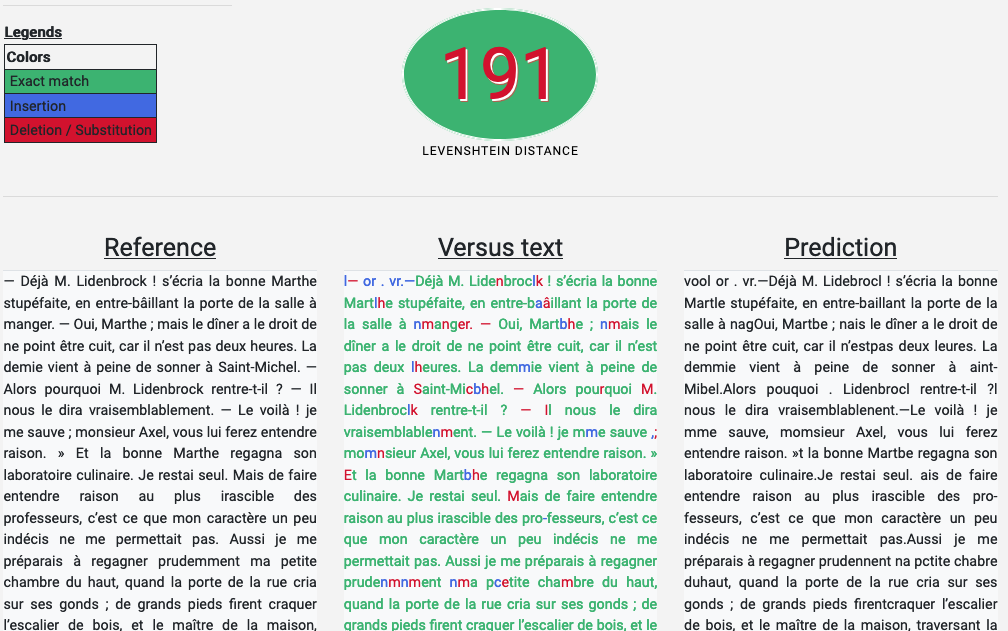 Legends
Colors
Exact match
Insertion
Deletion / Substitution
191
LEVENSHTEIN DISTANCE
Reference
— Déjà M. Lidenbrock ! s’écria la bonne Marthe
stupéfaite, en entre-bâillant la porte de la salle à
manger. — Oui, Marthe ; mais le dîner a le droit de
ne point être cuit, car il n’est pas deux heures. La
demie vient à peine de sonner à Saint-Michel. —
Alors pourquoi M. Lidenbrock rentre-t-il ? — Il
nous le dira vraisemblablement. — Le voilà ! je
me sauve ; monsieur Axel, vous lui ferez entendre
raison. » Et la bonne Marthe regagna son
laboratoire culinaire. Je restai seul. Mais de faire
entendre raison au plus irascible des
professeurs, c’est ce que mon caractère un peu
indécis ne me permettait pas. Aussi je me
préparais à regagner prudemment ma petite
chambre du haut, quand la porte de la rue cria
sur ses gonds ; de grands pieds firent craquer
l’escalier de bois, et le maître de la maison,
Versus text
l— or . vr.—Déjà M. Lidenbroclk ! s’écria la bonne
Martlhe stupéfaite, en entre-baâillant la porte de
la salle à nmanger. — Oui, Martbhe ; nmais le
dîner a le droit de ne point être cuit, car il n’est
pas deux lheures. La demmie vient à peine de
sonner à Saint-Micbhel. — Alors pourquoi M.
Lidenbroclk rentre-t-il ? — Il nous le dira
vraisemblablenment. — Le voilà ! je mme sauve ,;
momnsieur Axel, vous lui ferez entendre raison. »
Et la bonne Martbhe regagna son laboratoire
culinaire. Je restai seul. Mais de faire entendre
raison au plus irascible des pro-fesseurs, c’est ce
que mon caractère un peu indécis ne me
permettait pas. Aussi je me préparais à regagner
prudenmnment nma pcetite chambre du haut,
quand la porte de la rue cria sur ses gonds ; de
grands pieds firent craquer l’escalier de bois, et le
Prediction
vool or . vr.—Déjà M. Lidebrocl ! s’écria la bonne
Martle stupéfaite, en entre-baillant la porte de la
salle à nagOui, Martbe ; nais le dîner a le droit de
ne point être cuit, car il n’estpas deux leures. La
demmie vient à peine de sonner à aint-
Mibel.Alors pouquoi . Lidenbrocl rentre-t-il ?l
nous le dira vraisemblablenent.—Le voilà ! je
mme sauve, momsieur Axel, vous lui ferez
entendre raison. »t la bonne Martbe regagna son
laboratoire culinaire.Je restai seul. ais de faire
entendre raison au plus irascible des pro-
fesseurs, c’est ce que mon caractère un peu
indécis ne me permettait pas.Aussi je me
préparais à regagner prudennent na pctite chabre
duhaut, quand la porte de la rue cria sur ses
gonds ; de grands pieds firentcraquer l’escalier
de bois, et le maître de la maison, traversant la